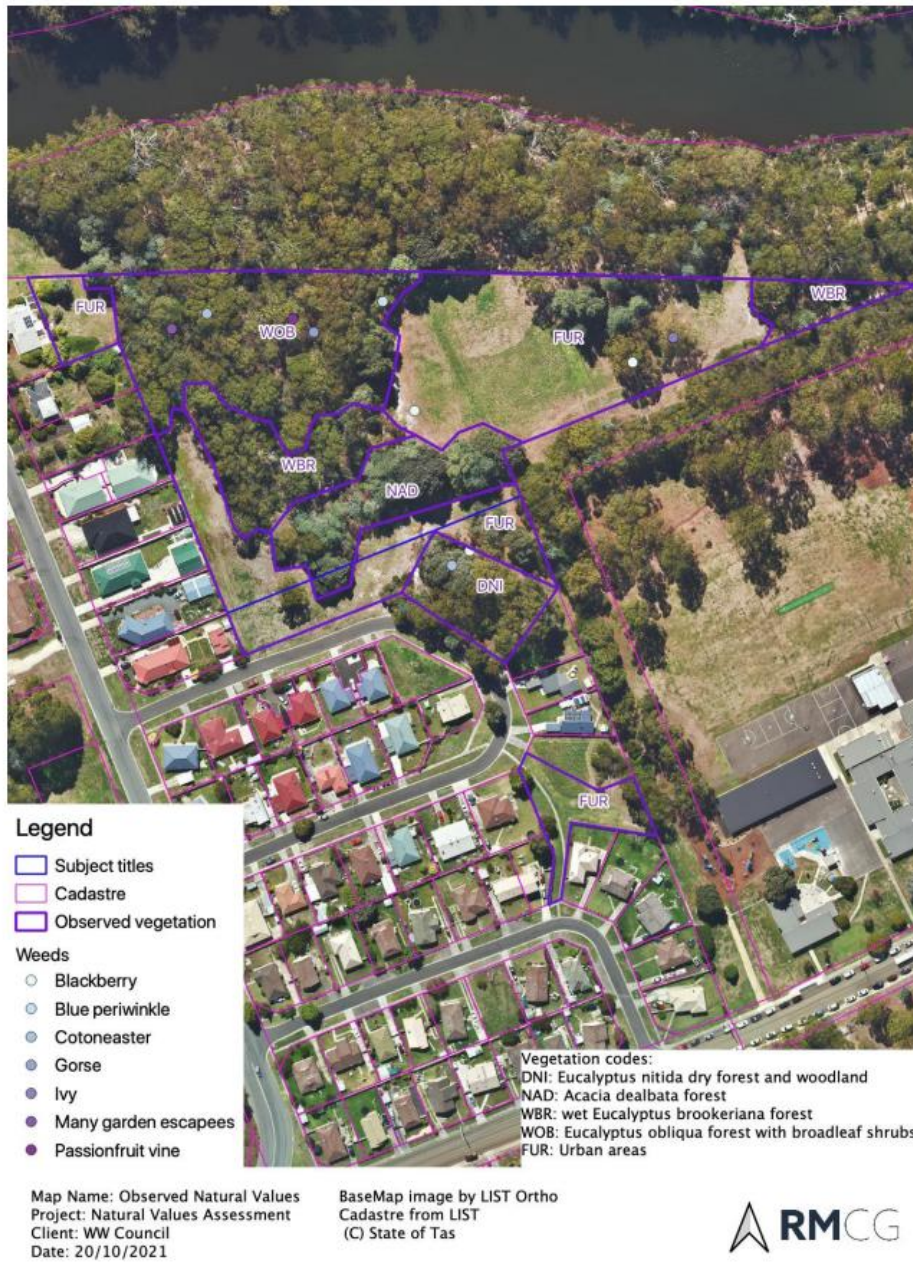 FUR
WOB
FUR
WBR
WBR
NAD
FUR
DNI
FUR
Legend
Subject titles
Cadastre
Observed vegetation
Weeds
Blackberry
Blue periwinkle
Cotoneaster
Gorse
Ivy
Many garden escapees
Passionfruit vine
Vegetation codes:
DNI: Eucalyptus nitida dry forest and woodland
NAD: Acacia dealbata forest
WBR: wet Eucalyptus brookeriana forest
WOB: Eucalyptus obliqua forest with broadleaf shrubs
FUR: Urban areas
Map Name: Observed Natural Values
Project: Natural Values Assessment
Client: WW Council
Date: 20/10/2021
BaseMap image by LIST Ortho
Cadastre from LIST
(C) State of Tas
RMCG